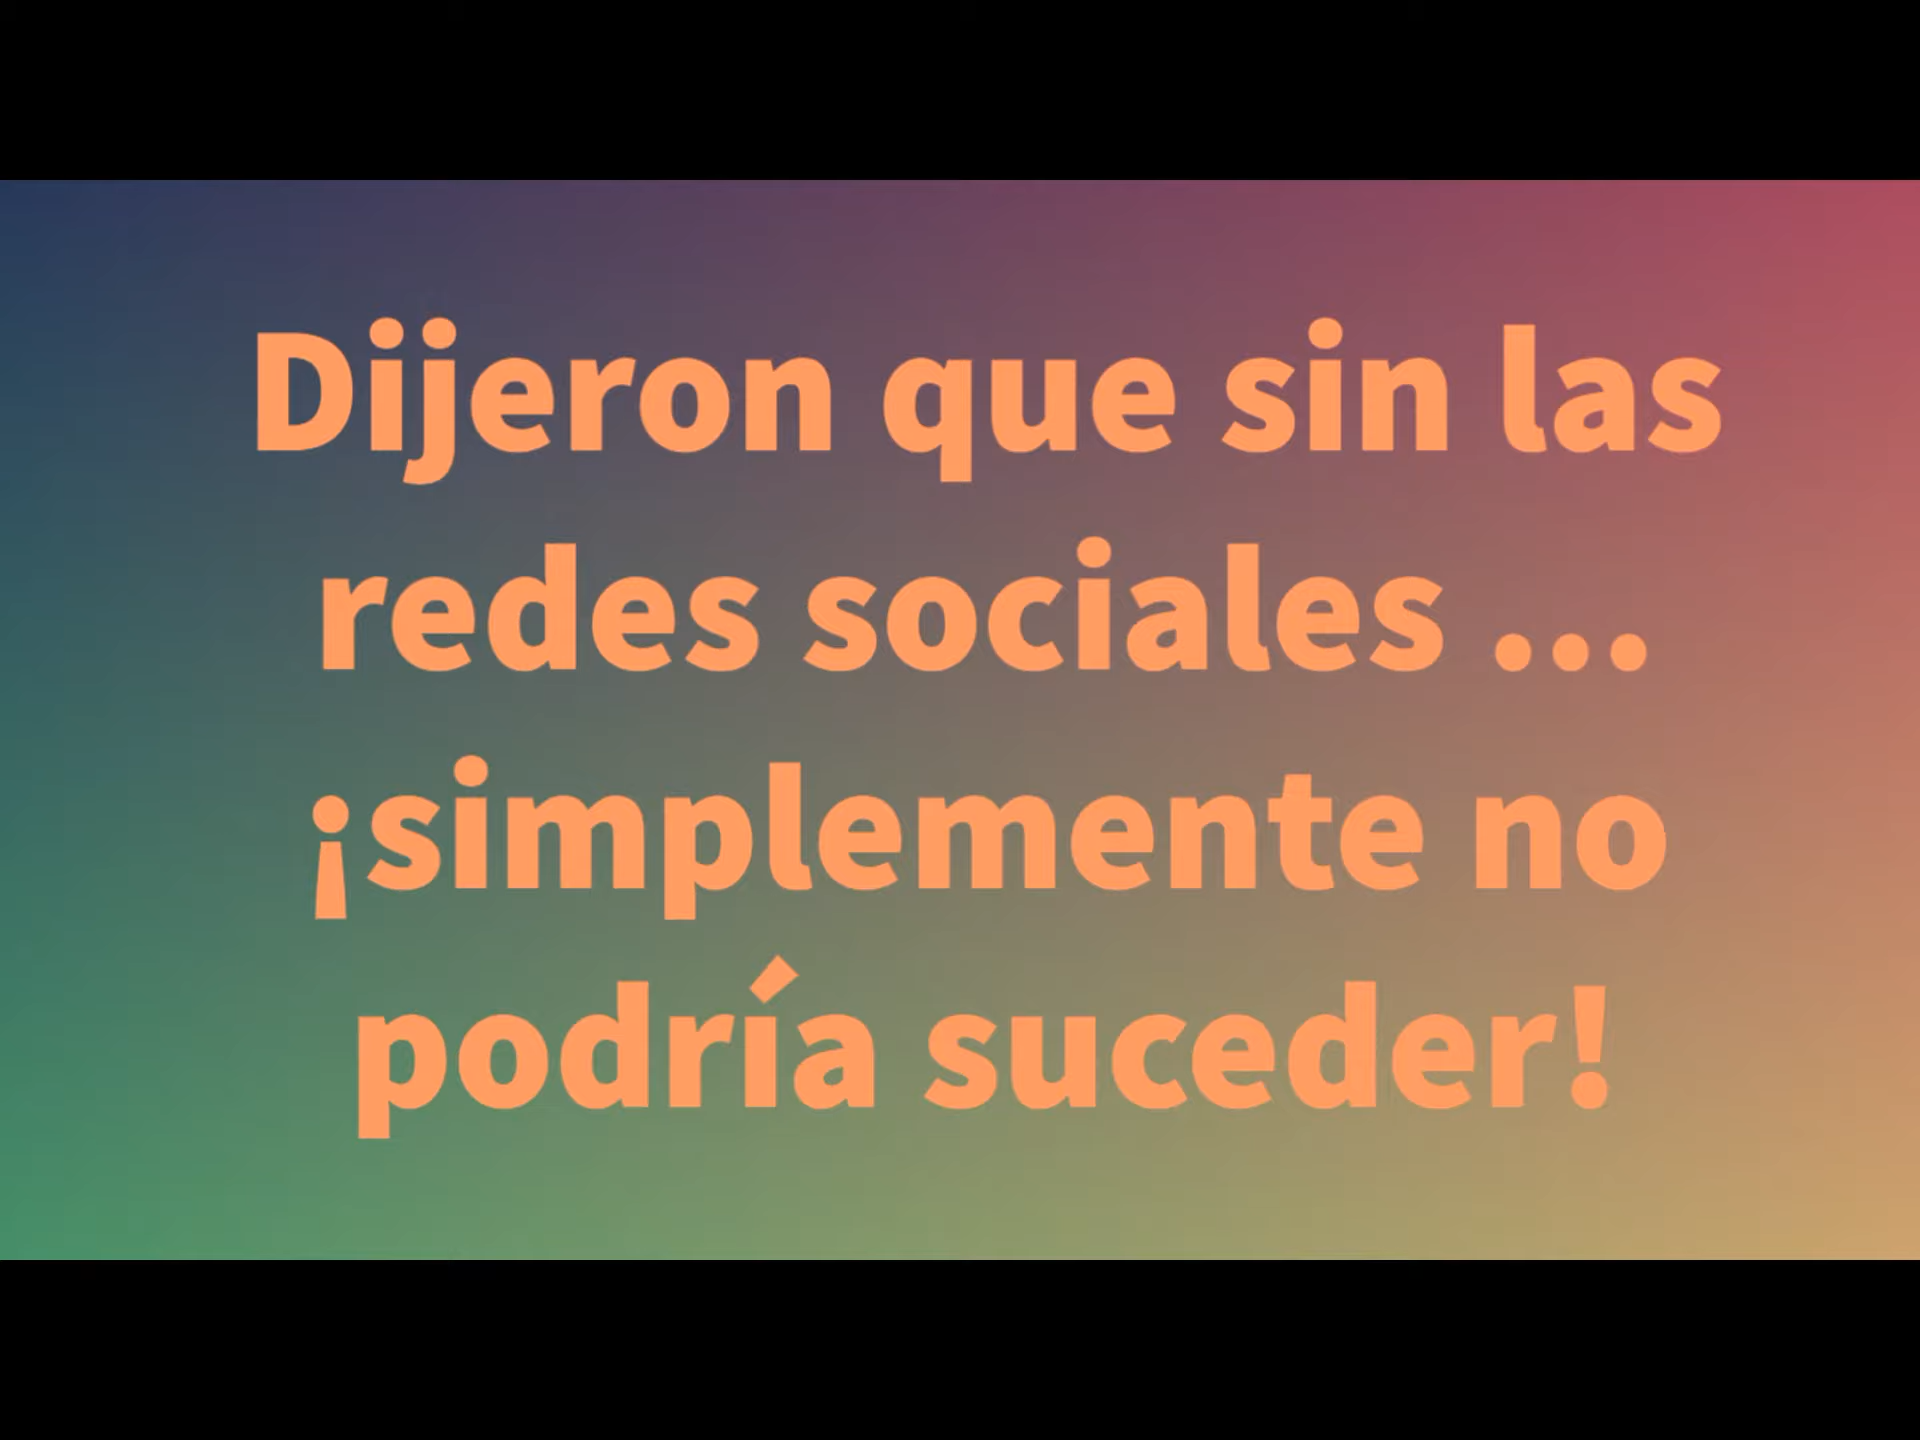 Dijeron que sin las
redes sociales ...
¡simplemente no
podría suceder!